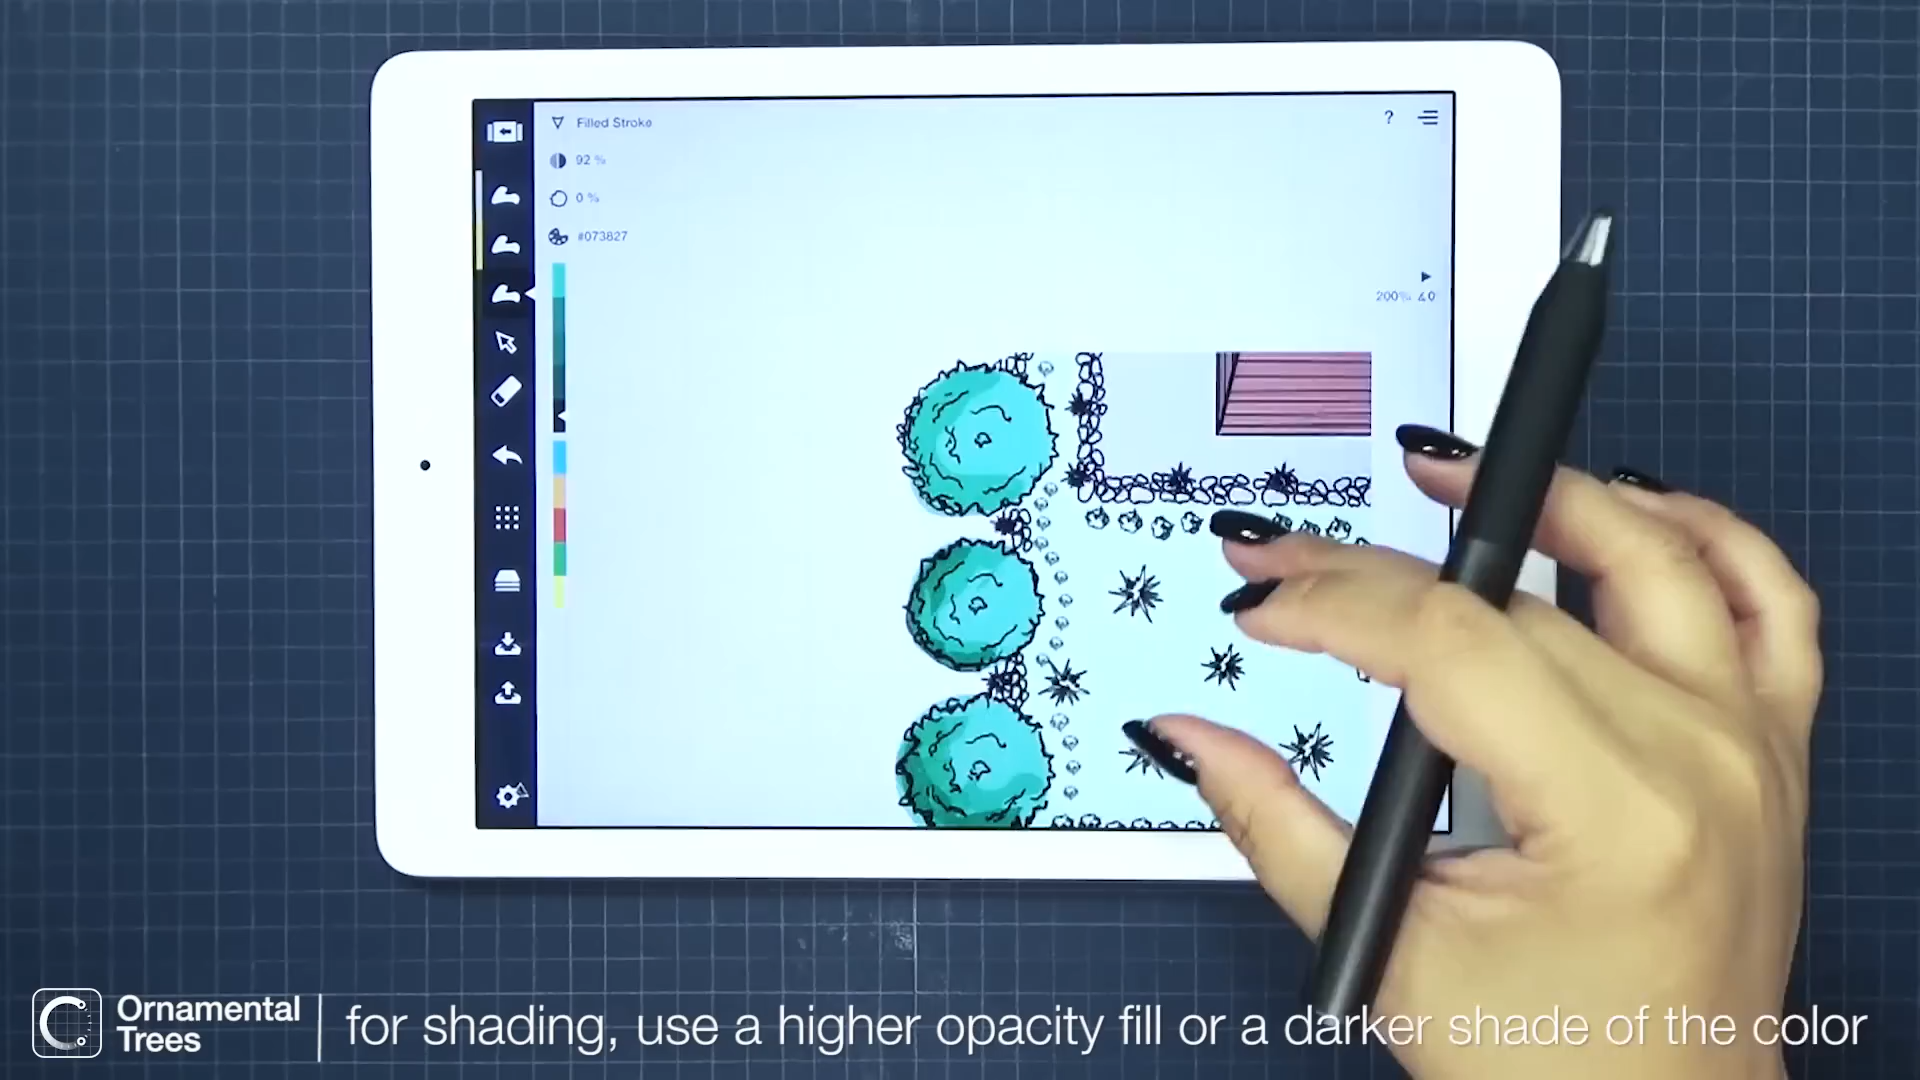 Filled Stroke
?
92 %
0 %
#073827
200% ∡0
Ornamental
Trees
for shading, use a higher opacity fill or a darker shade of the color